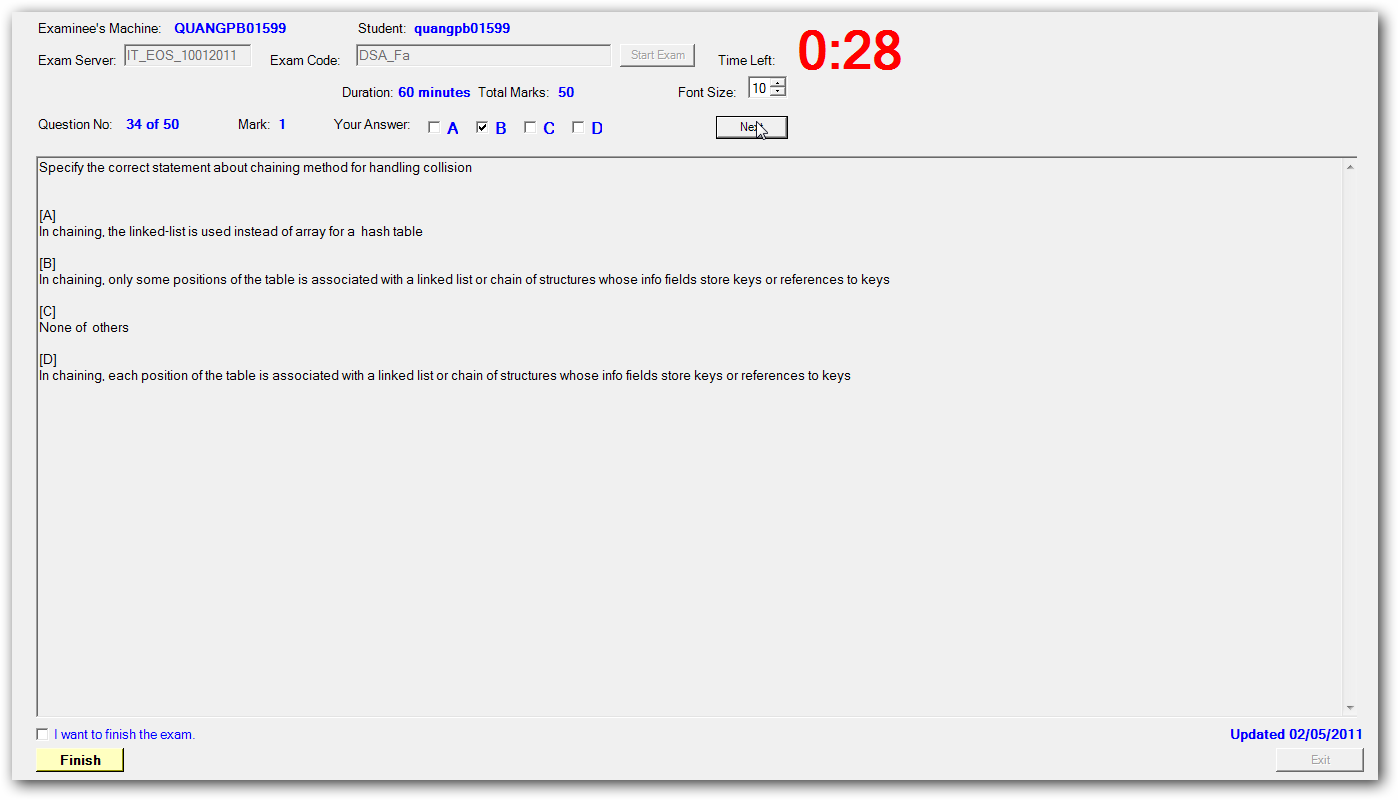 Examinee's Machine: QUANGPB01599 Student: quangpb01599
Exam Server: IT_EOS_10012011 Exam Code: DSA_Fa Start Exam Time Left: 0:28
Duration: 60 minutes Total Marks: 50 Font Size: 10
Question No: 34 of 50 Mark: 1 Your Answer: A B C D Next
Specify the correct statement about chaining method for handling collision
[A]
In chaining, the linked-list is used instead of array for a hash table
[B]
In chaining, only some positions of the table is associated with a linked list or chain of structures whose info fields store keys or references to keys
[C]
None of others
[D]
In chaining, each position of the table is associated with a linked list or chain of structures whose info fields store keys or references to keys
I want to finish the exam. Updated 02/05/2011
Finish Exit